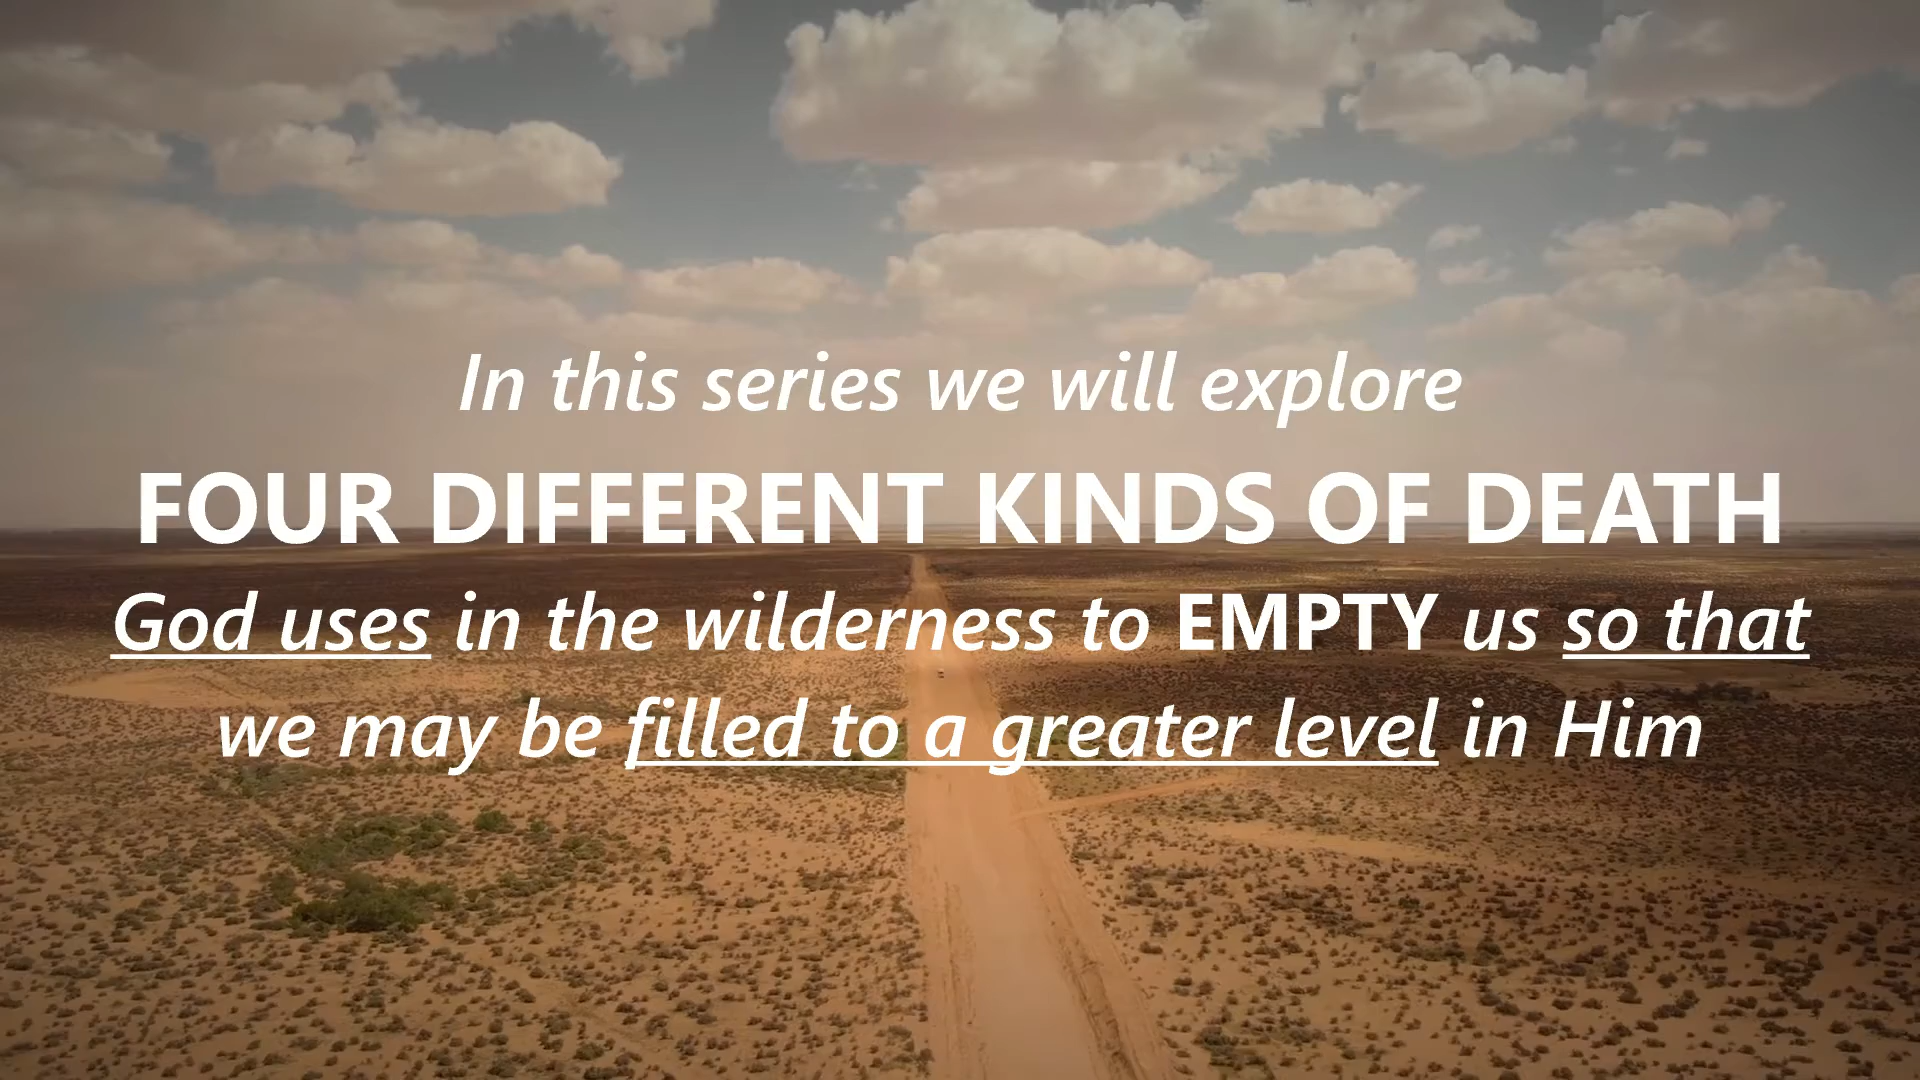 In this series we will explore
FOUR DIFFERENT KINDS OF DEATH
God uses in the wilderness to EMPTY us so that
we may be filled to a greater level in Him